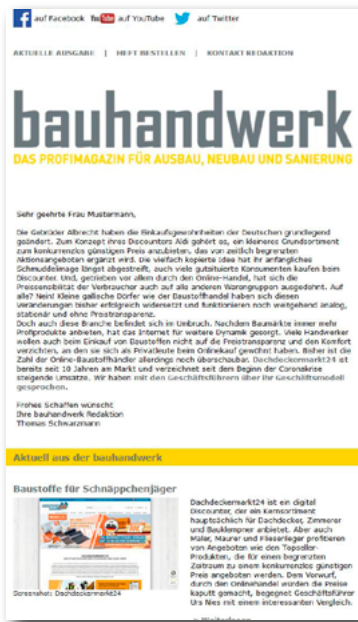 auf Facebook You Tube auf YouTube auf Twitter
AKTUELLE AUSGABE | HEFT BESTELLEN | KONTAKT REDAKTION
bauhandwerk
DAS PROFIMAGAZIN FÜR AUSBAU, NEUBAU UND SANIERUNG
Sehr geehrte Frau Mustermann,
Die Gebrüder Albrecht haben die Einkaufsgewohnheiten der Deutschen grundlegend
geändert. Zum Konzept ihres Discounters Aldi gehört es, ein kleineres Grundsortiment
zum konkurrenzlos günstigen Preis anzubieten, das von zeitlich begrenzten
Aktionsangeboten ergänzt wird. Die vielfach kopierte Idee hat ihr anfängliches
Schmuddelimage längst abgestreift, auch viele gutsituierte Konsumenten kaufen beim
Discounter. Und, getrieben vor allem durch den Online-Handel, hat sich die
Preissensibilität der Verbraucher auch auf alle anderen Warengruppen ausgedehnt. Auf
alle? Nein! Kleine gallische Dörfer wie der Baustoffhandel haben sich diesen
Veränderungen bisher erfolgreich widersetzt und funktionieren noch weitgehend analog,
stationär und ohne Preistransparenz.
Doch auch diese Branche befindet sich im Umbruch. Nachdem Baumärkte immer mehr
Profiprodukte anbieten, hat das Internet für weitere Dynamik gesorgt. Viele Handwerker
wollen auch beim Einkauf von Baustoffen nicht auf die Preistransparenz und den Komfort
verzichten, an den sie sich als Privatleute beim Onlinekauf gewöhnt haben. Bisher ist die
Zahl der Online-Baustoffhändler allerdings noch überschaubar. Dachdeckermarkt24 ist
bereits seit 10 Jahren am Markt und verzeichnet seit dem Beginn der Coronakrise
steigende Umsätze. Wir haben mit den Geschäftsführern über ihr Geschäftsmodell
gesprochen.
Frohes Schaffen wünscht
Ihre bauhandwerk Redaktion
Thomas Schwarzmann
Aktuell aus der bauhandwerk
Baustoffe für Schnäppchenjäger
Dachdeckermarkt24 ist ein digital
Discounter, der ein Kernsortiment
hauptsächlich für Dachdecker, Zimmerer
und Bauklempner anbietet. Aber auch
Maler, Maurer und Fliesenleger profitieren
von Angeboten wie den Topseller-
Produkten, die für einen begrenzten
Zeitraum zu einem konkurrenzlos günstigen
Preis angeboten werden. Dem Vorwurf,
durch den Onlinehandel würden die Preise
kaputt gemacht, begegnet Geschäftsführer
Urs Nies mit einem interessanten Vergleich.
Screenshot: Dachdeckermarkt24